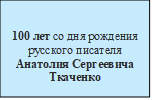 100 лет со дня рождения
русского писателя
Анатолия Сергеевича
Ткаченко